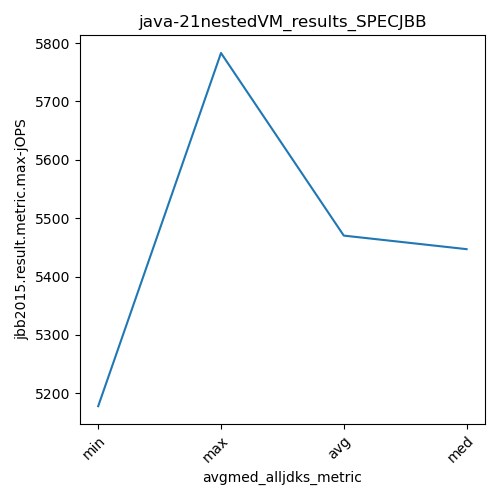 java-21nestedVM_results_SPECJBB
jbb2015.result.metric.max-jOPS
5800
5700
5600
5500
5400
5300
5200
min
max
avg
med
avgmed_alljdks_metric